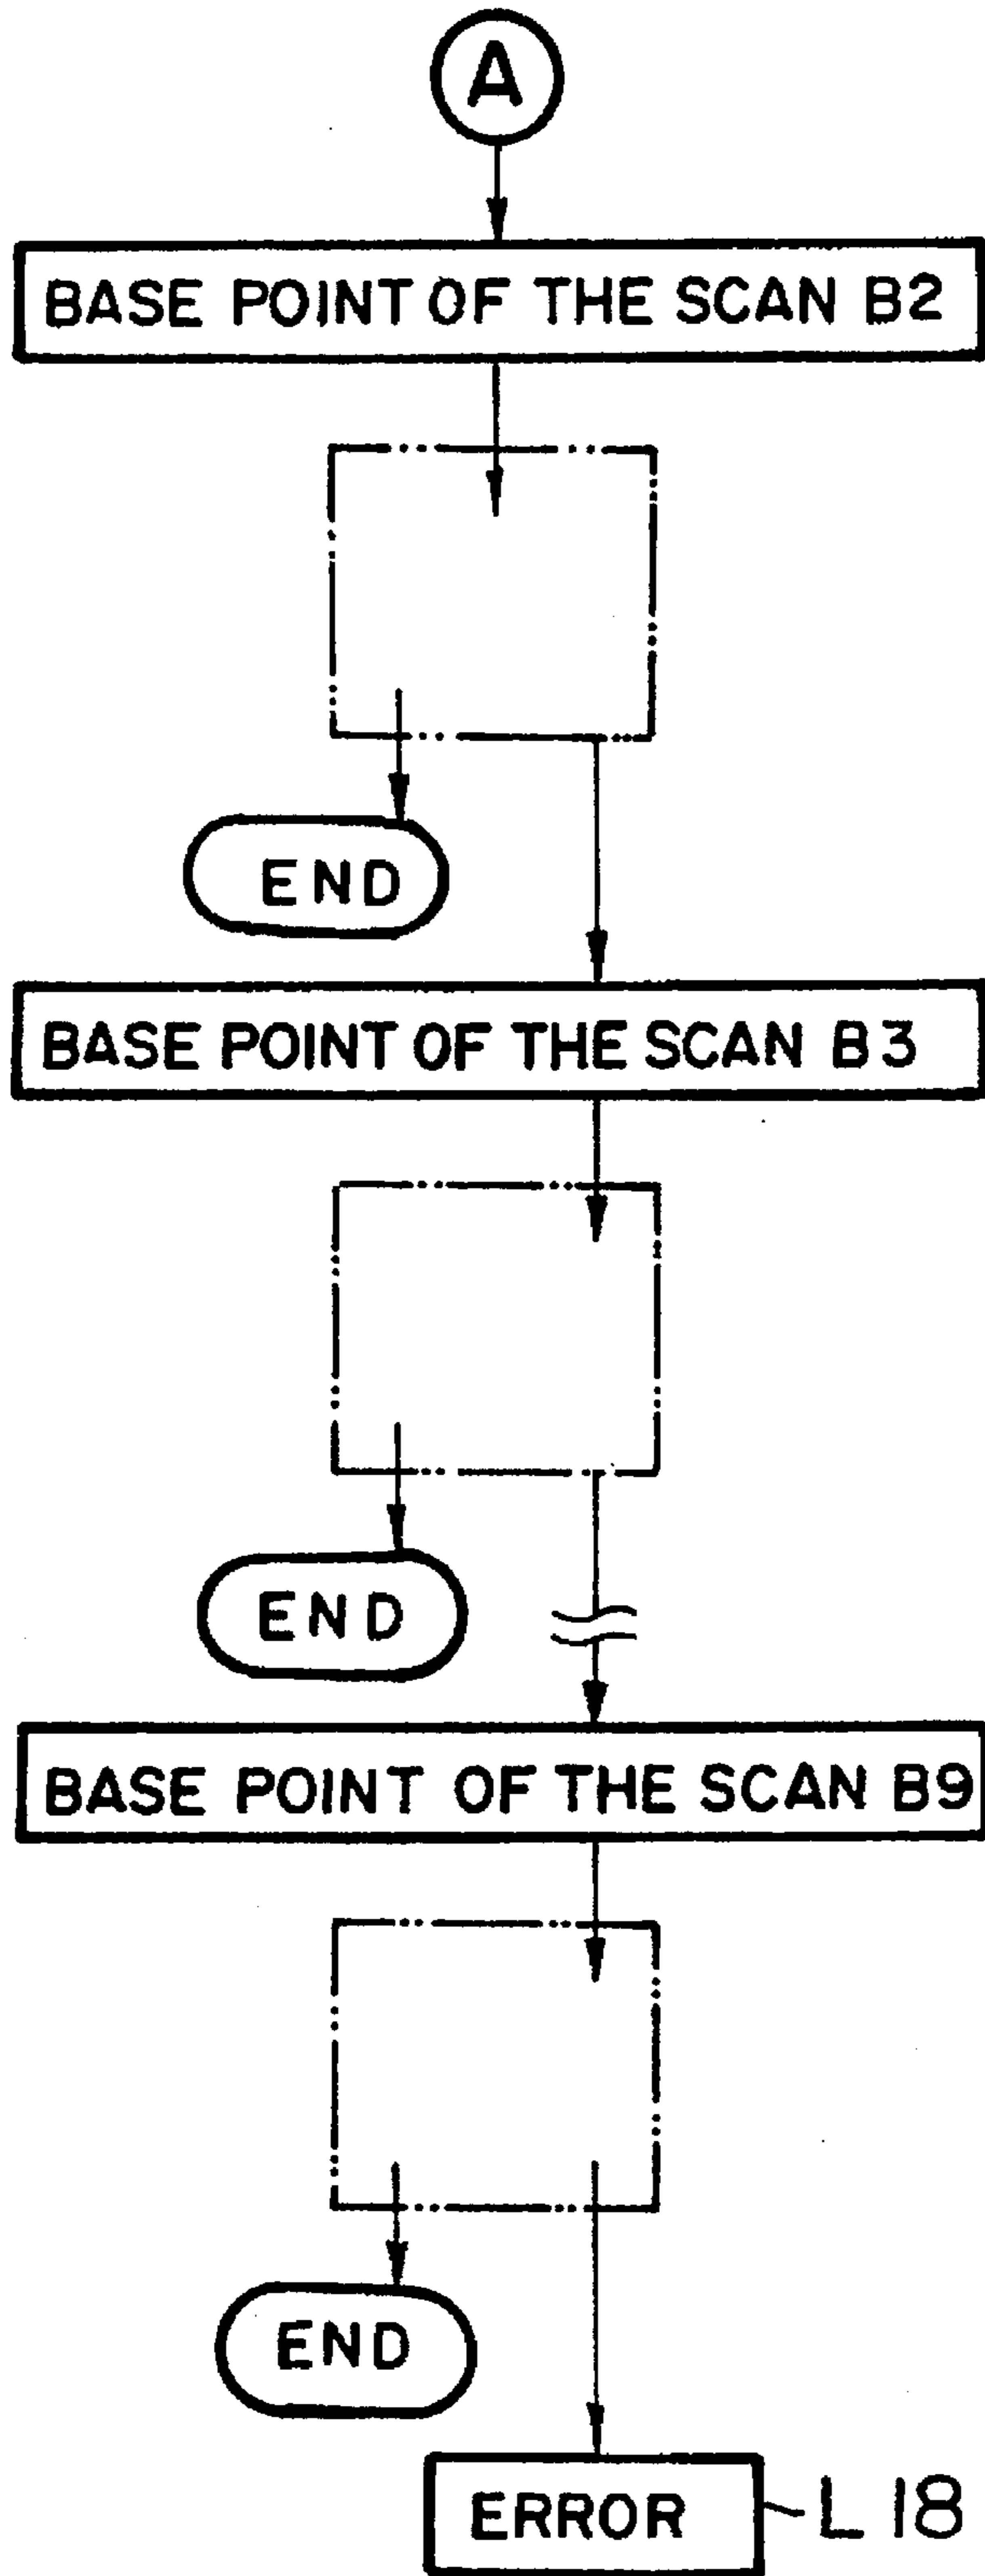 A
BASE POINT OF THE SCAN B2
END
BASE POINT OF THE SCAN B3
END
BASE POINT OF THE SCAN B9
END
ERROR L18